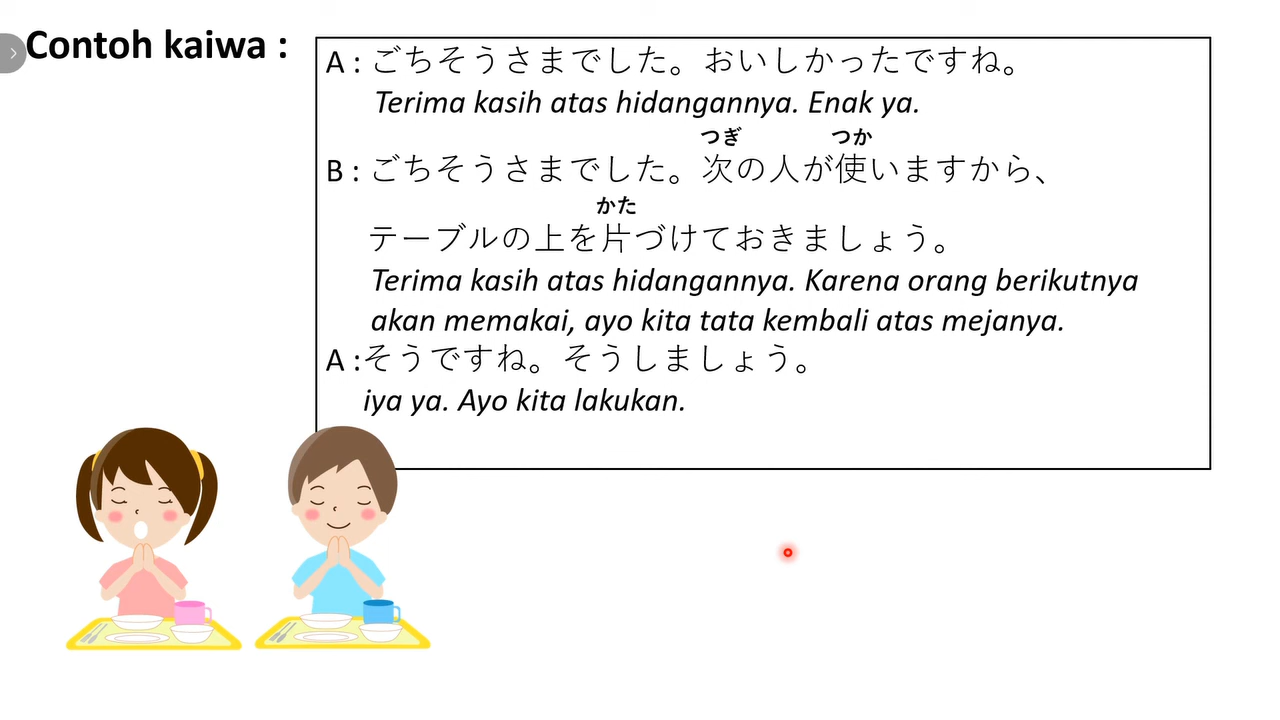 Contoh kaiwa :
A : ごちそうさまでした。おいしかったですね。
Terima kasih atas hidangannya. Enak ya.
つぎ つか
B : ごちそうさまでした。次の人が使いますから、
かた
テーブルの上を片づけておきましょう。
Terima kasih atas hidangannya. Karena orang berikutnya
akan memakai, ayo kita tata kembali atas mejanya.
A :そうですね。そうしましょう。
iya ya. Ayo kita lakukan.